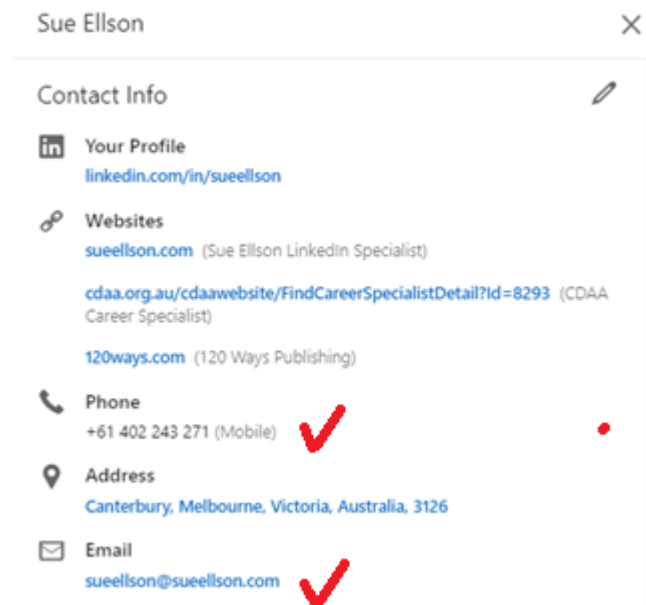 Sue Ellson
Contact Info
Your Profile
linkedin.com/in/sueellson
Websites
sueellson.com (Sue Ellson LinkedIn Specialist)
cdaa.org.au/cdaawebsite/FindCareerSpecialistDetail?Id=8293 (CDAA
Career Specialist)
120ways.com (120 Ways Publishing)
Phone
+61 402 243 271 (Mobile)
Address
Canterbury, Melbourne, Victoria, Australia, 3126
Email
sueellson@sueellson.com